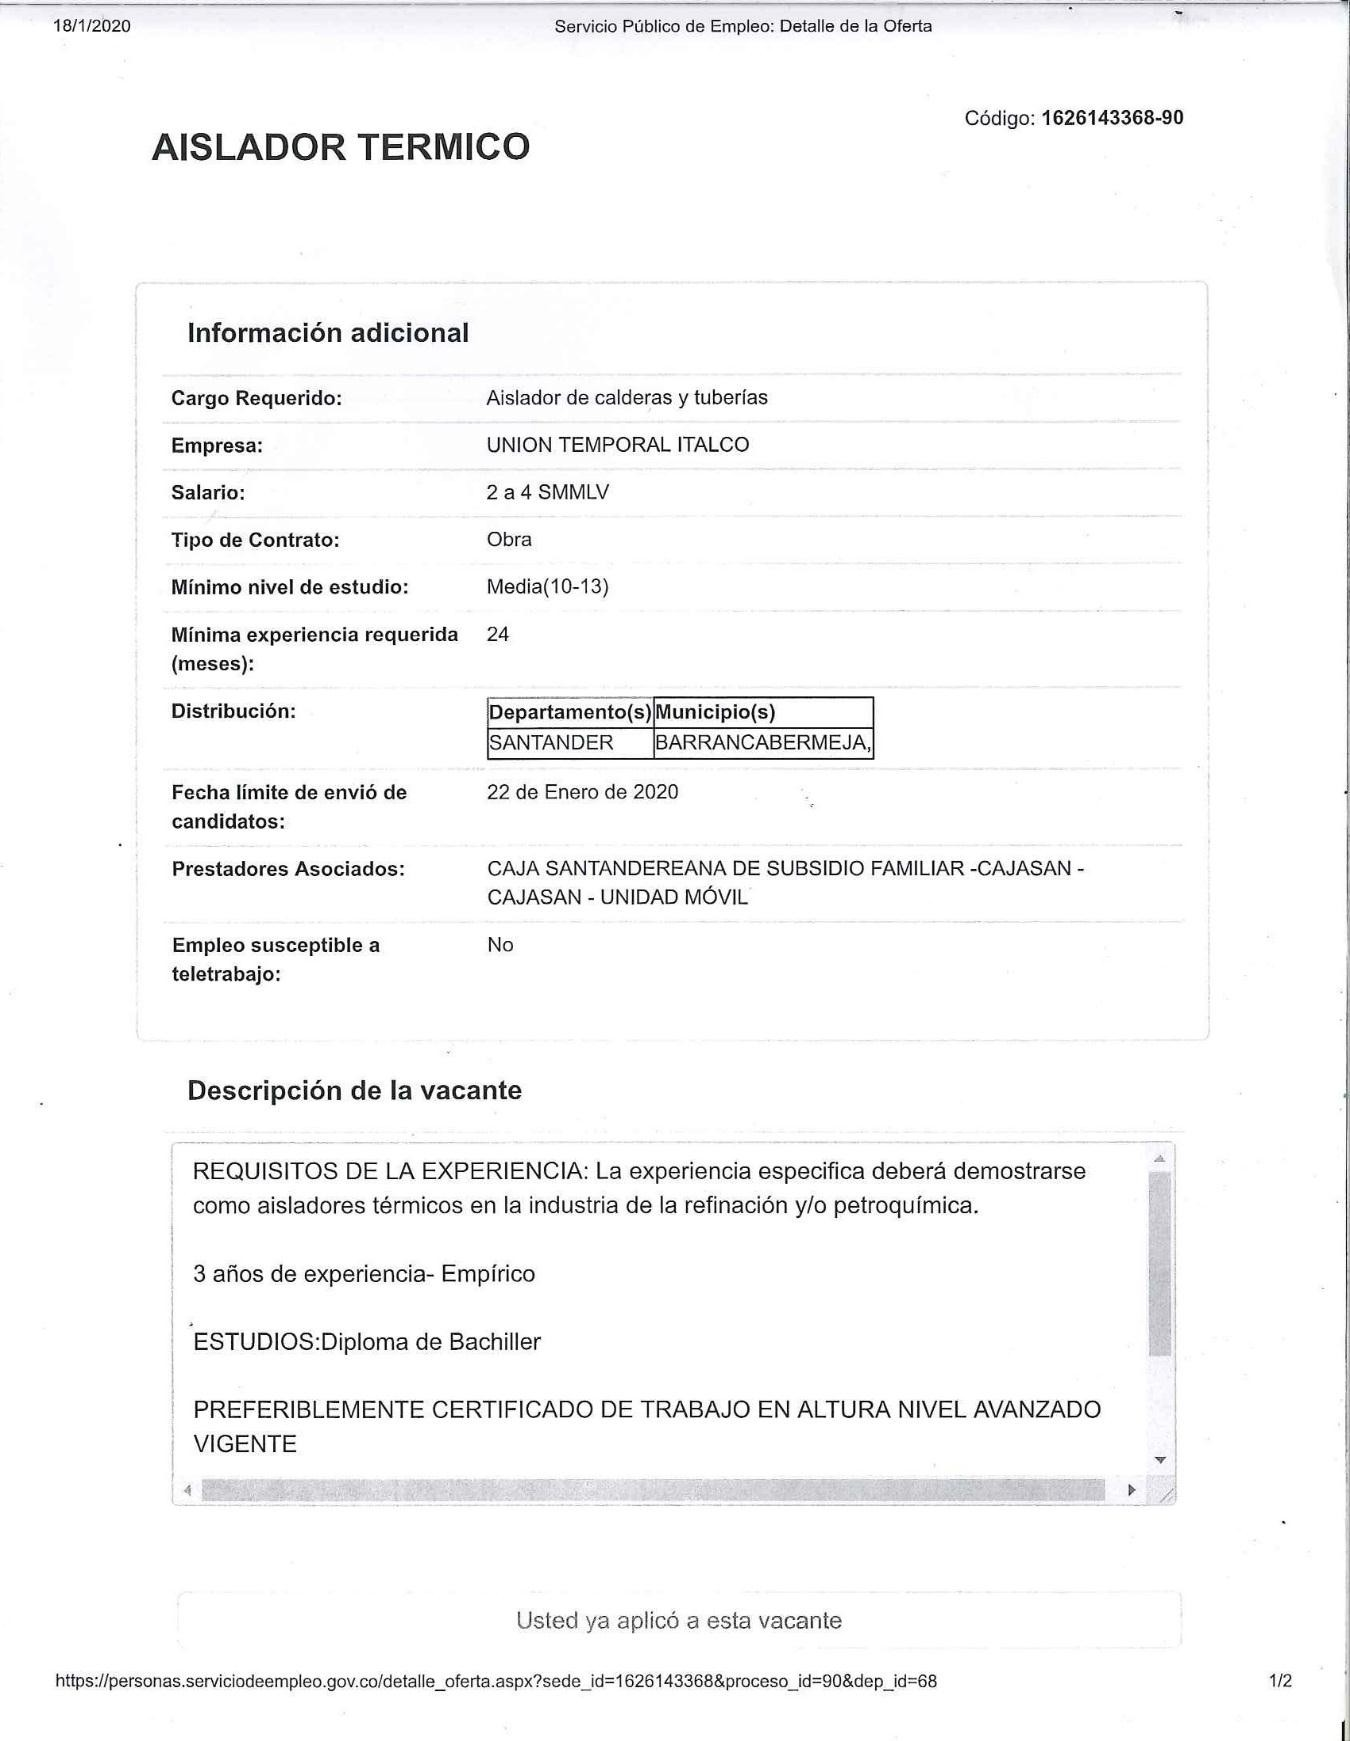 18/1/2020 Servicio Público de Empleo: Detalle de la Oferta
Código: 1626143368-90
AISLADOR TERMICO
Información adicional
Cargo Requerido: Aislador de calderas y tuberías
Empresa: UNION TEMPORAL ITALCO
Salario: 2 a 4 SMMLV
Tipo de Contrato: Obra
Mínimo nivel de estudio: Media(10-13)
Mínima experiencia requerida 24
(meses):
Distribución: Departamento(s) Municipio(s)
SANTANDER BARRANCABERMEJA,
Fecha límite de envió de 22 de Enero de 2020
candidatos:
Prestadores Asociados: CAJA SANTANDEREANA DE SUBSIDIO FAMILIAR -CAJASAN -
CAJASAN - UNIDAD MÓVIL
Empleo susceptible a No
teletrabajo:
Descripción de la vacante
REQUISITOS DE LA EXPERIENCIA: La experiencia especifica deberá demostrarse
como aisladores térmicos en la industria de la refinación y/o petroquímica.
3 años de experiencia- Empírico
ESTUDIOS:Diploma de Bachiller
PREFERIBLEMENTE CERTIFICADO DE TRABAJO EN ALTURA NIVEL AVANZADO
VIGENTE
Usted ya aplicó a esta vacante
https://personas.serviciodeempleo.gov.co/detalle_oferta.aspx?sede_id=1626143368&proceso_id=90&dep_id=68 1/2